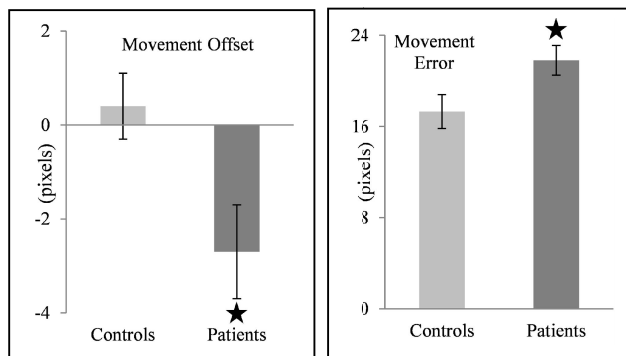 Movement Offset
2
0
-2
-4
(pixels)
Controls Patients
Movement
Error
24
16
8
0
(pixels)
Controls Patients